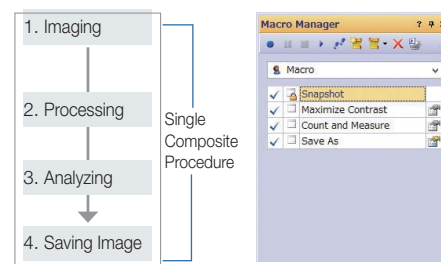 1. Imaging
2. Processing
3. Analyzing
4. Saving Image
Single
Composite
Procedure
Macro Manager
Macro
Snapshot
Maximize Contrast
Count and Measure
Save As